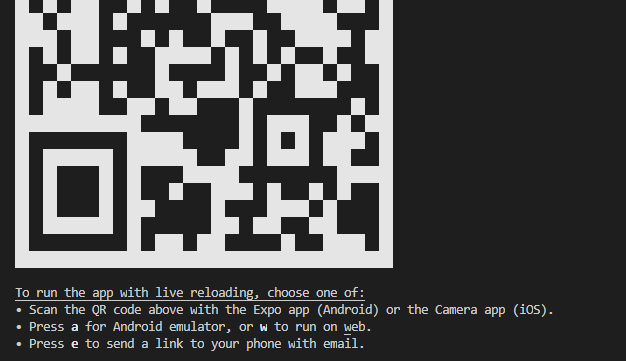 To run the app with live reloading, choose one of:
• Scan the QR code above with the Expo app (Android) or the Camera app (iOS).
• Press a for Android emulator, or w to run on web.
• Press e to send a link to your phone with email.